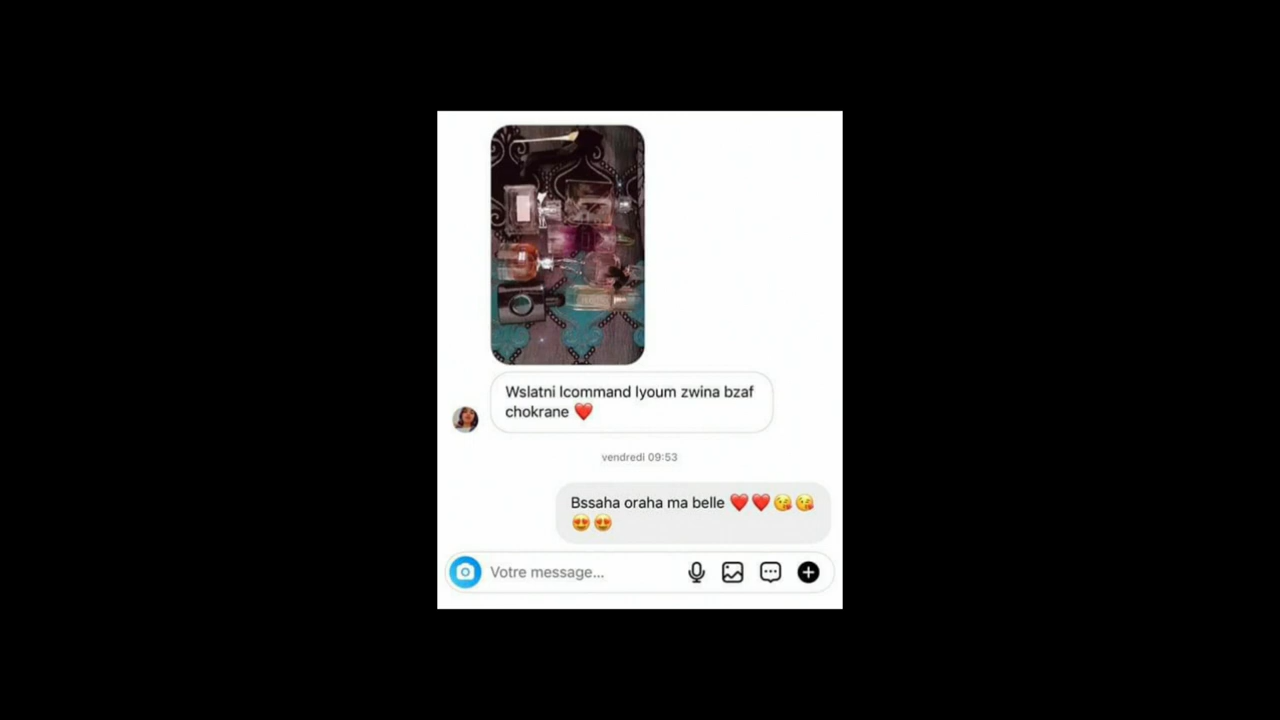 Wslatni lcommand lyoum zwina bzaf
chokrane ❤️
vendredi 09:53
Bssaha oraha ma belle ❤️❤️😘😘
😍😍
Votre message...